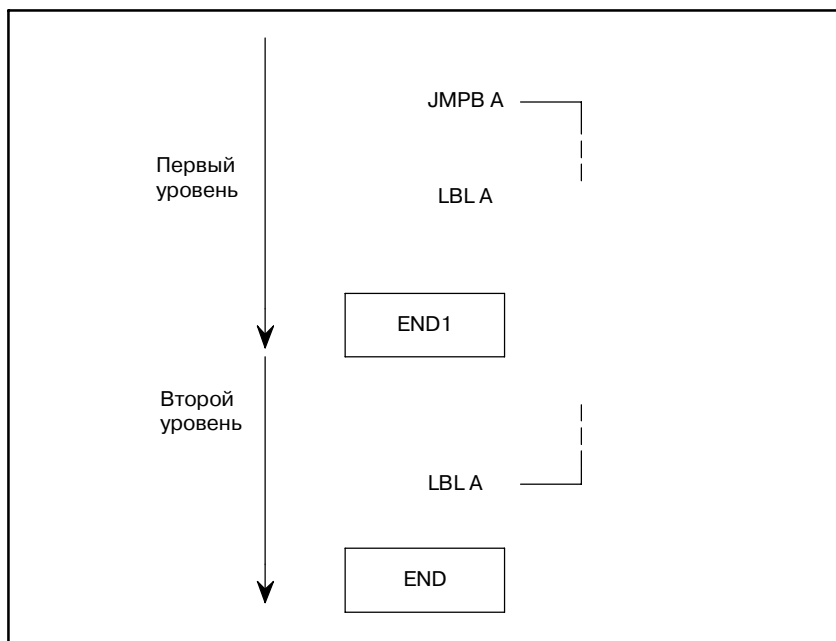 JMPB A
Первый
уровень
LBL A
END1
Второй
уровень
LBL A
END